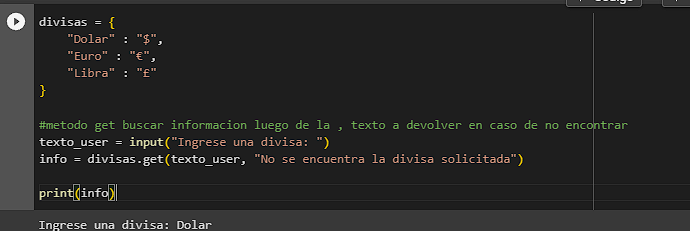 divisas = {
"Dolar" : "$",
"Euro" : "€",
"Libra" : "£"
}
#metodo get buscar informacion luego de la , texto a devolver en caso de no encontrar
texto_user = input("Ingrese una divisa: ")
info = divisas.get(texto_user, "No se encuentra la divisa solicitada")
print(info)
Ingrese una divisa: Dolar